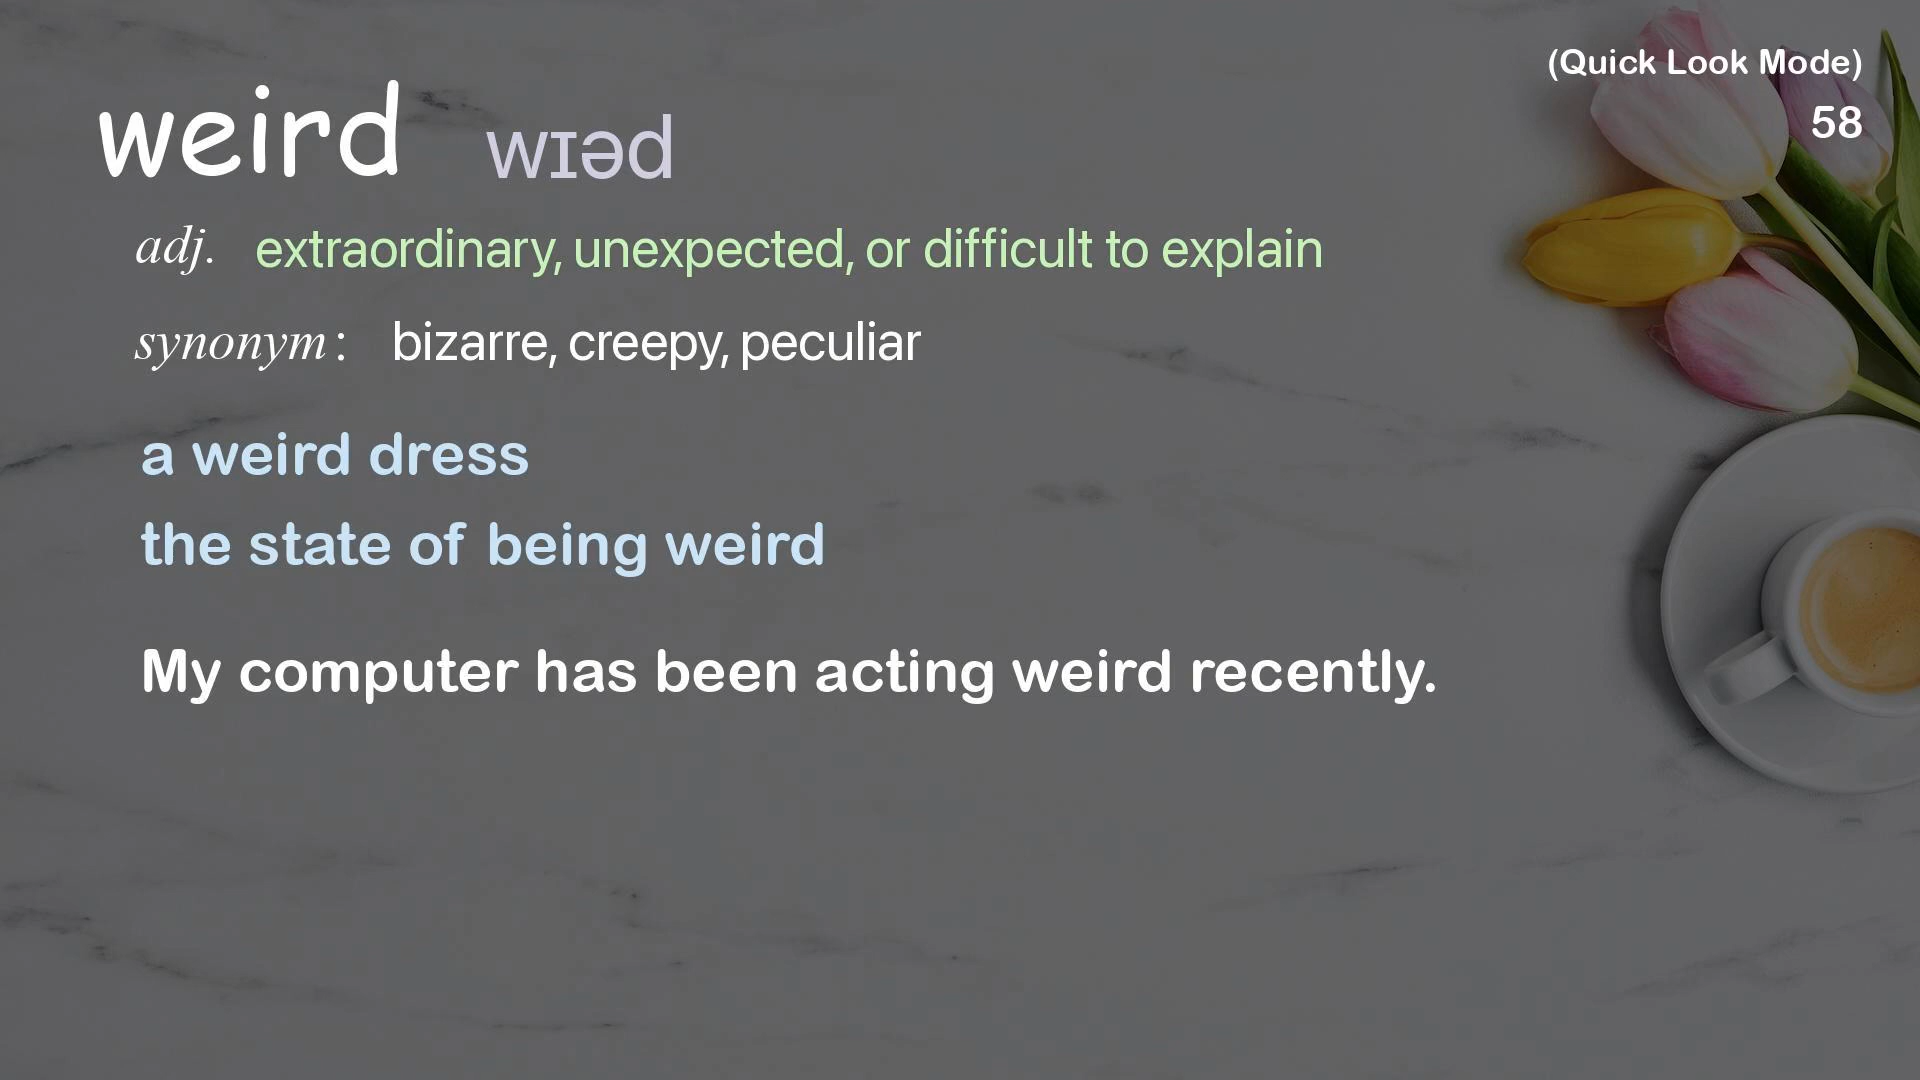 (Quick Look Mode)
58
weird wɪəd
adj. extraordinary, unexpected, or difficult to explain
synonym: bizarre, creepy, peculiar
a weird dress
the state of being weird
My computer has been acting weird recently.